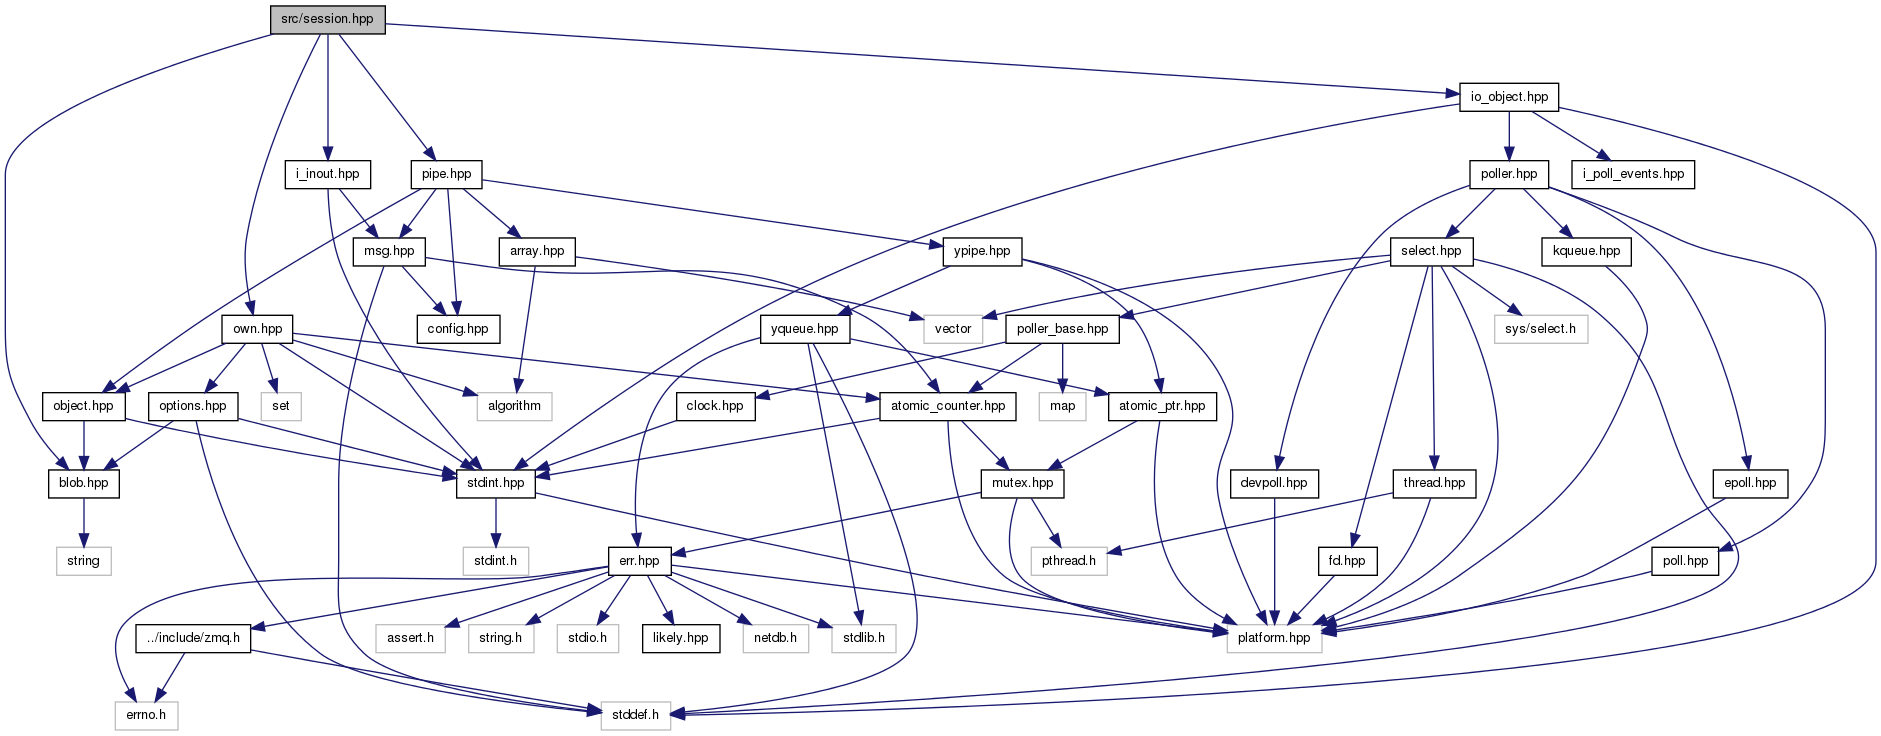 src/session.hpp
io_object.hpp
i_inout.hpp
pipe.hpp
poller.hpp
i_poll_events.hpp
msg.hpp
array.hpp
ypipe.hpp
select.hpp
kqueue.hpp
own.hpp
config.hpp
yqueue.hpp
vector
poller_base.hpp
sys/select.h
object.hpp
options.hpp
set
algorithm
clock.hpp
atomic_counter.hpp
map
atomic_ptr.hpp
blob.hpp
stdint.hpp
mutex.hpp
devpoll.hpp
thread.hpp
epoll.hpp
string
stdint.h
err.hpp
pthread.h
fd.hpp
poll.hpp
../include/zmq.h
assert.h
string.h
stdio.h
likely.hpp
netdb.h
stdlib.h
platform.hpp
errno.h
stddef.h